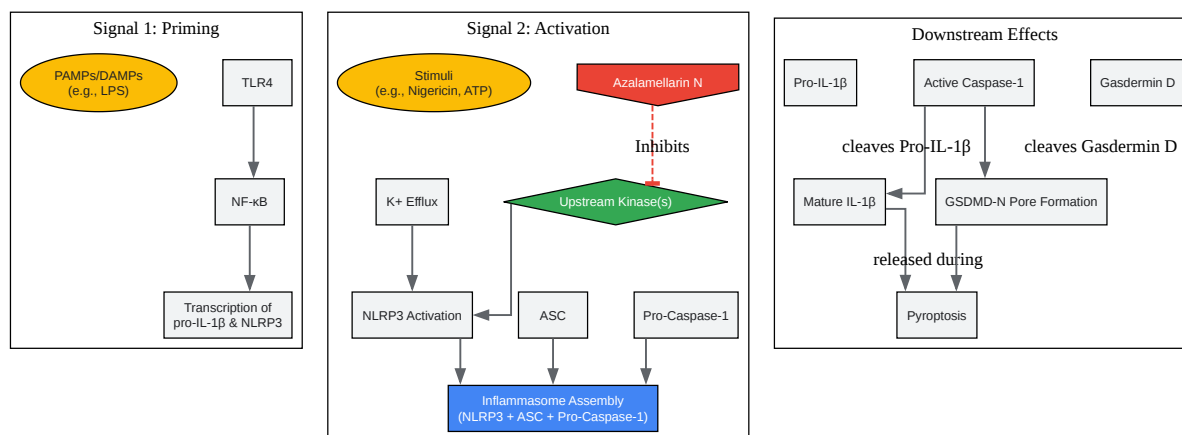 Signal 1: Priming
PAMPs/DAMPs
(e.g., LPS)
TLR4
NF-κB
Transcription of
pro-IL-1β & NLRP3
Signal 2: Activation
Stimuli
(e.g., Nigericin, ATP)
Azalamellarin N
Inhibits
K+ Efflux
Upstream Kinase(s)
NLRP3 Activation
ASC
Pro-Caspase-1
Inflammasome Assembly
(NLRP3 + ASC + Pro-Caspase-1)
Downstream Effects
Pro-IL-1β
Active Caspase-1
Gasdermin D
cleaves Pro-IL-1β
cleaves Gasdermin D
Mature IL-1β
GSDMD-N Pore Formation
released during
Pyroptosis